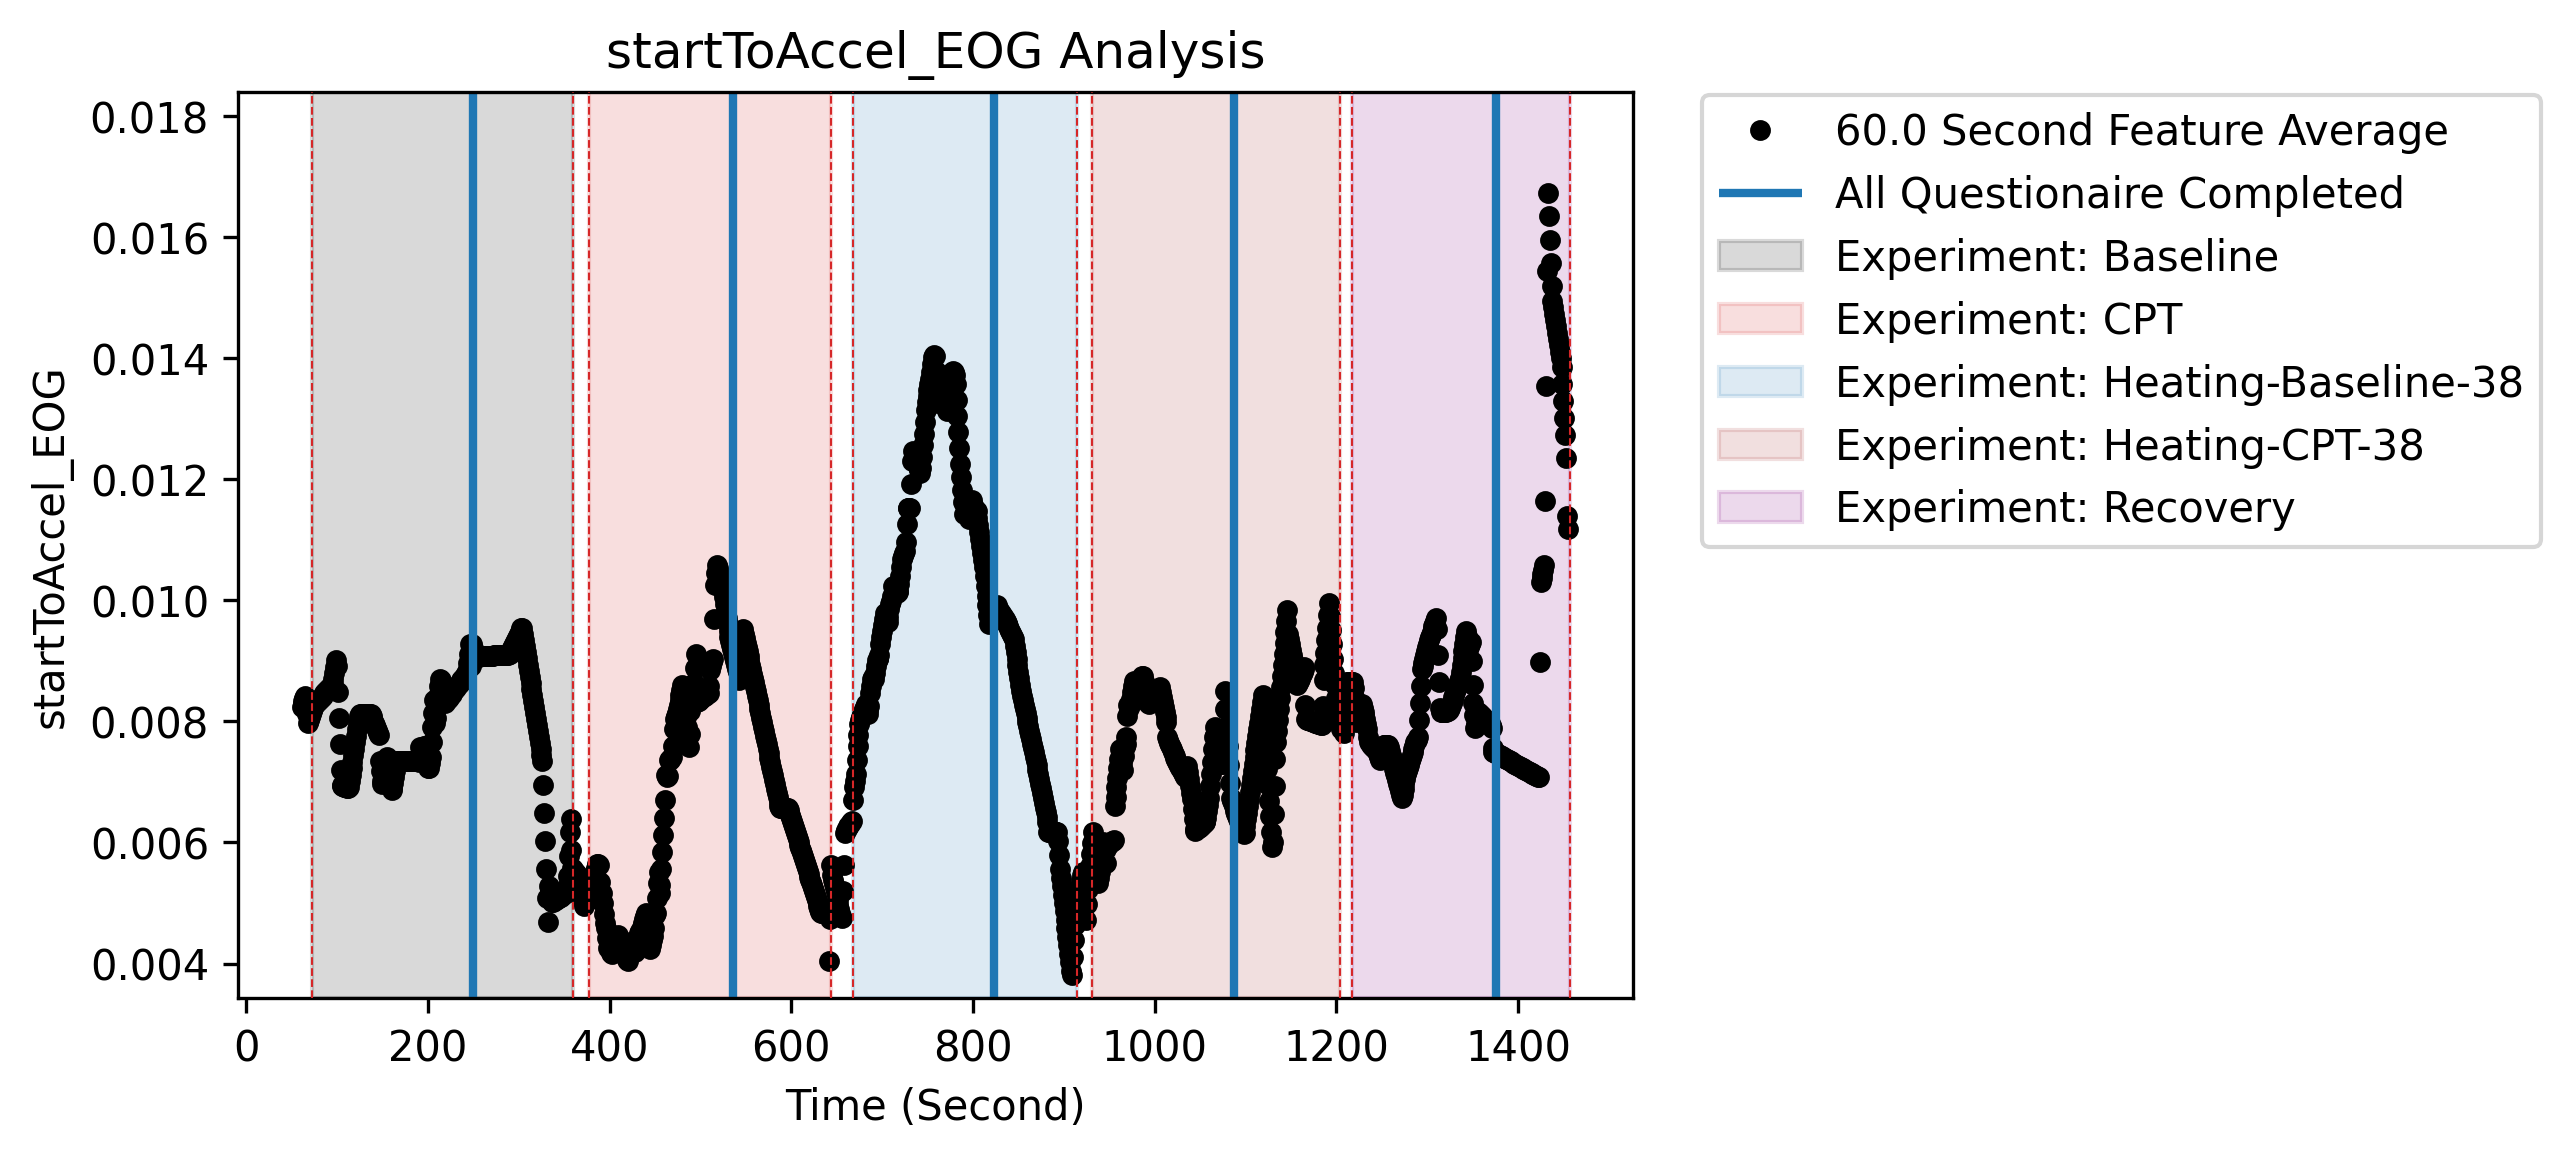 startToAccel_EOG Analysis
startToAccel_EOG
0.018
0.016
0.014
0.012
0.010
0.008
0.006
0.004
0 200 400 600 800 1000 1200 1400
Time (Second)
60.0 Second Feature Average
All Questionaire Completed
Experiment: Baseline
Experiment: CPT
Experiment: Heating-Baseline-38
Experiment: Heating-CPT-38
Experiment: Recovery